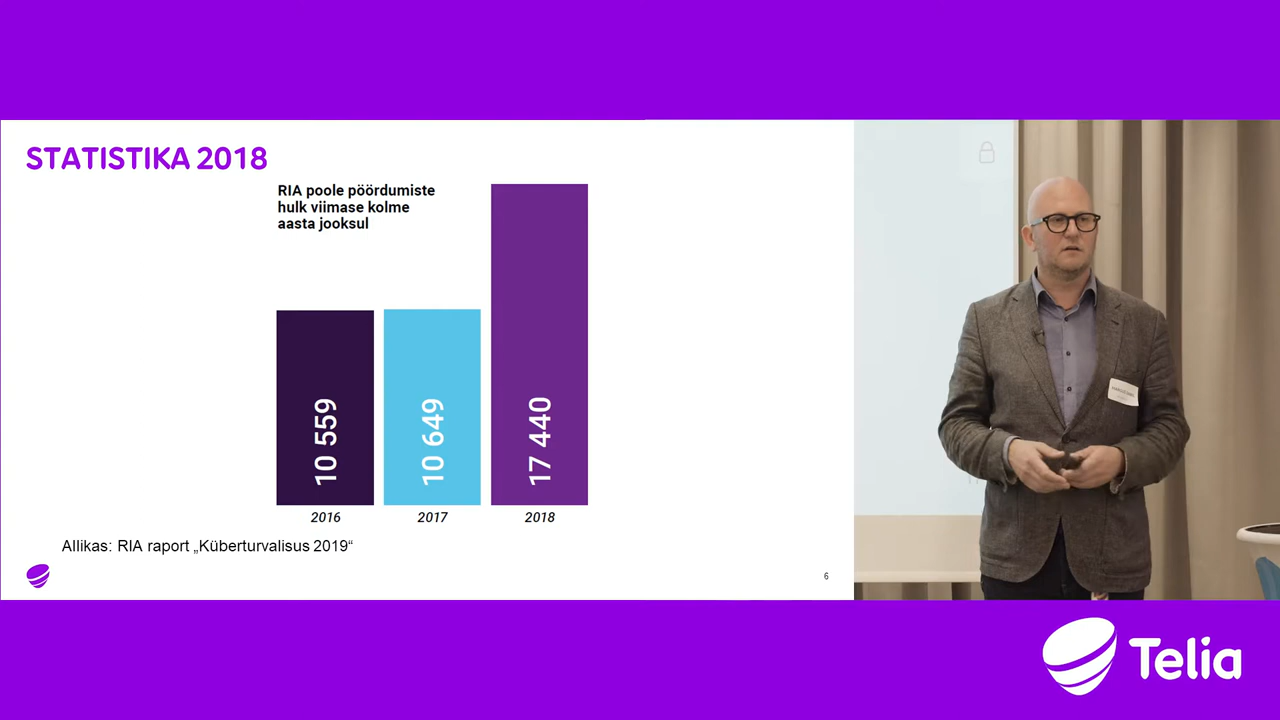 STATISTIKA 2018
RIA poole pöördumiste
hulk viimase kolme
aasta jooksul
10 559
10 649
17 440
2016
2017
2018
Allikas: RIA raport „Küberturvalisus 2019“
6
Telia